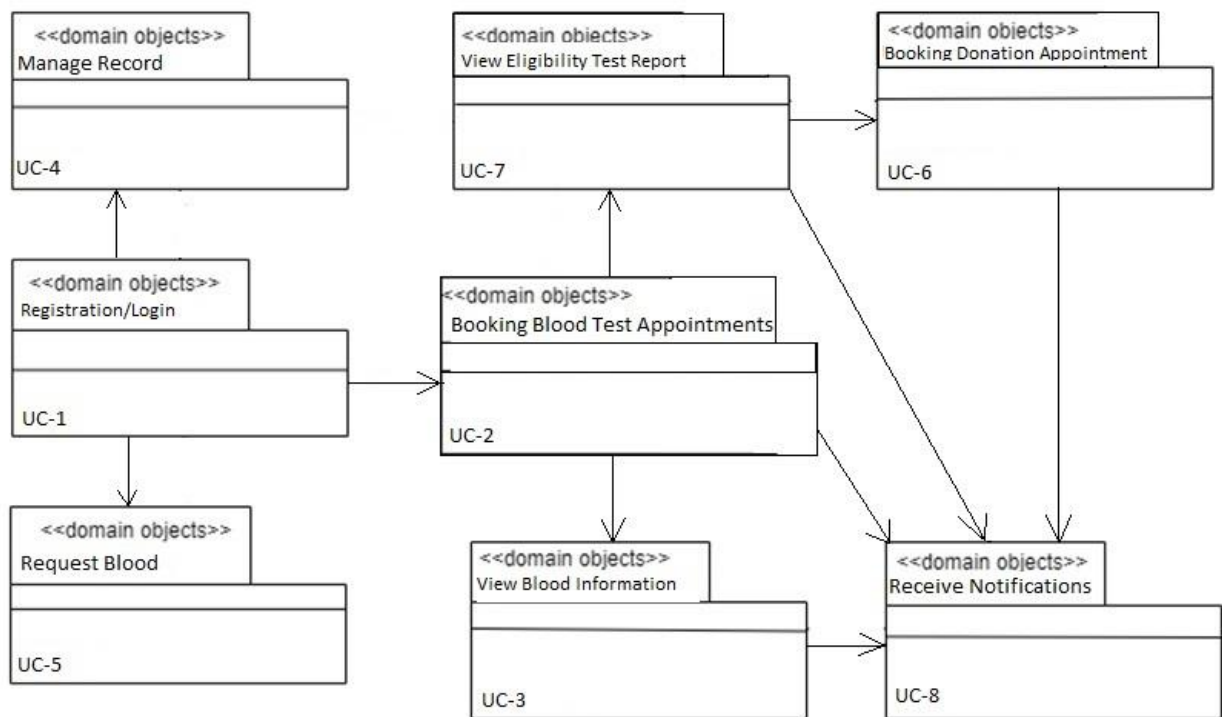 <<domain objects>>
Manage Record
UC-4
<<domain objects>>
View Eligibility Test Report
UC-7
<<domain objects>>
Booking Donation Appointment
UC-6
<<domain objects>>
Registration/Login
UC-1
<<domain objects>>
Booking Blood Test Appointments
UC-2
<<domain objects>>
Request Blood
UC-5
<<domain objects>>
View Blood Information
UC-3
<<domain objects>>
Receive Notifications
UC-8